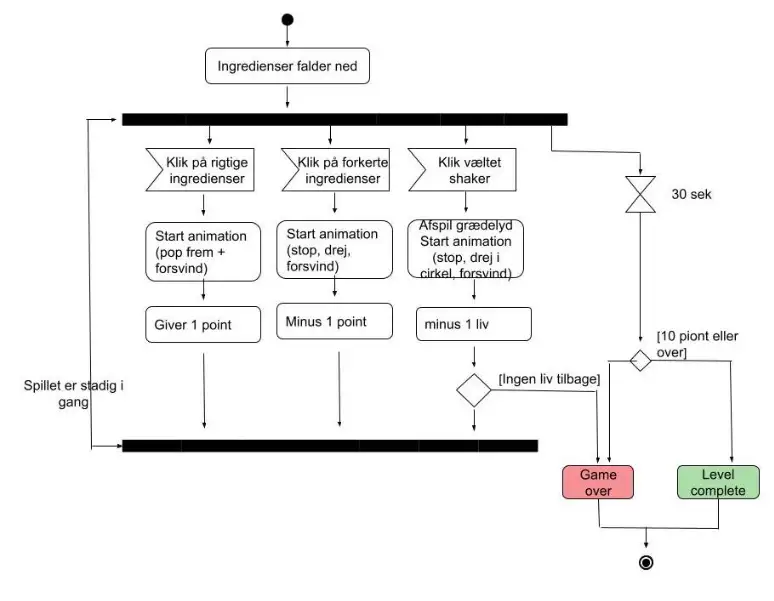 Ingredienser falder ned
Klik på rigtige
ingredienser
Klik på forkerte
ingredienser
Klik væltet
shaker
30 sek
Start animation
(pop frem +
forsvind)
Start animation
(stop, drej,
forsvind)
Afspil grædelyd
Start animation
(stop, drej i
cirkel, forsvind)
Giver 1 point
Minus 1 point
minus 1 liv
[10 piont eller
over]
[Ingen liv tilbage]
Spillet er stadig i
gang
Game
over
Level
complete